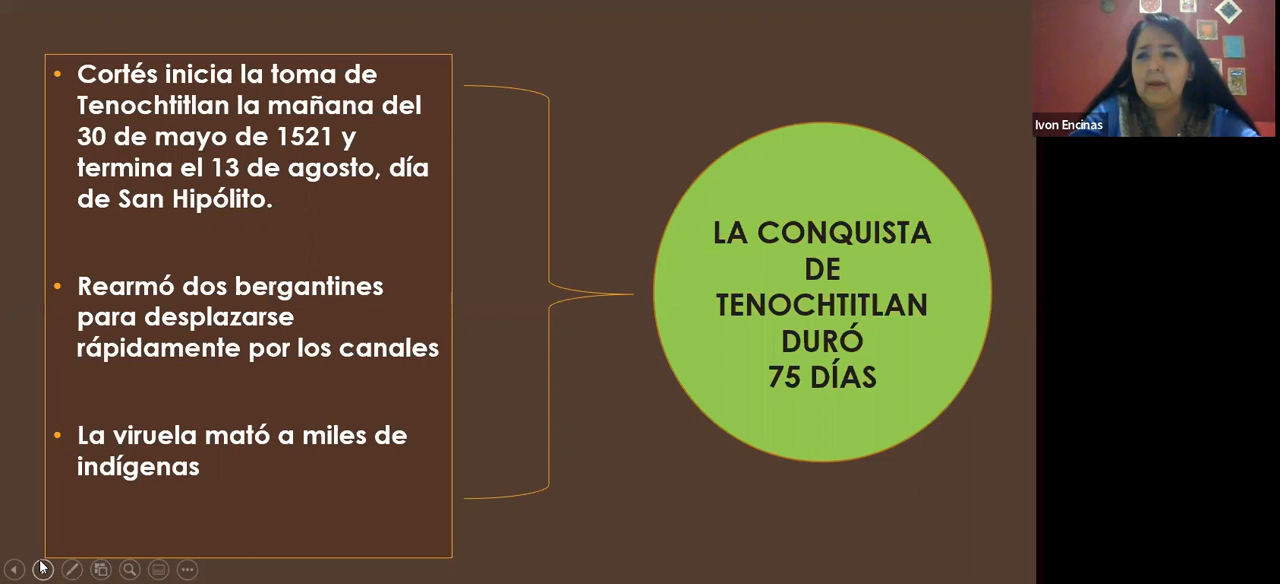 • Cortés inicia la toma de
Tenochtitlan la mañana del
30 de mayo de 1521 y
termina el 13 de agosto, día
de San Hipólito.
• Rearmó dos bergantines
para desplazarse
rápidamente por los canales
• La viruela mató a miles de
indígenas
LA CONQUISTA
DE
TENOCHTITLAN
DURÓ
75 DÍAS
Ivon Encinas